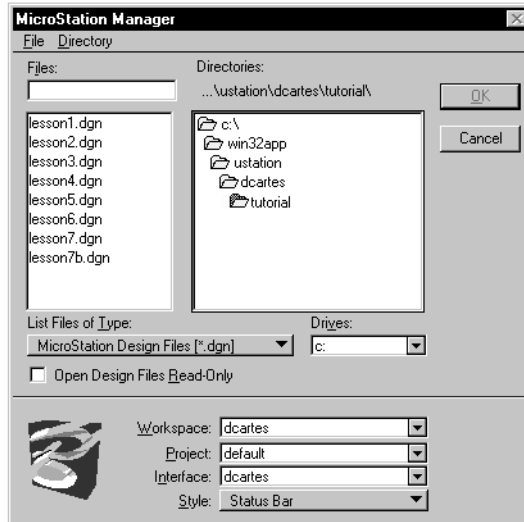 MicroStation Manager
File Directory
Files:
Directories:
...\ustation\dcartes\tutorial\
OK
Cancel
lesson1.dgn
lesson2.dgn
lesson3.dgn
lesson4.dgn
lesson5.dgn
lesson6.dgn
lesson7.dgn
lesson7b.dgn
c:\
win32app
ustation
dcartes
tutorial
List Files of Type:
MicroStation Design Files [*.dgn]
Drives:
c:
Open Design Files Read-Only
Workspace: dcartes
Project: default
Interface: dcartes
Style: Status Bar